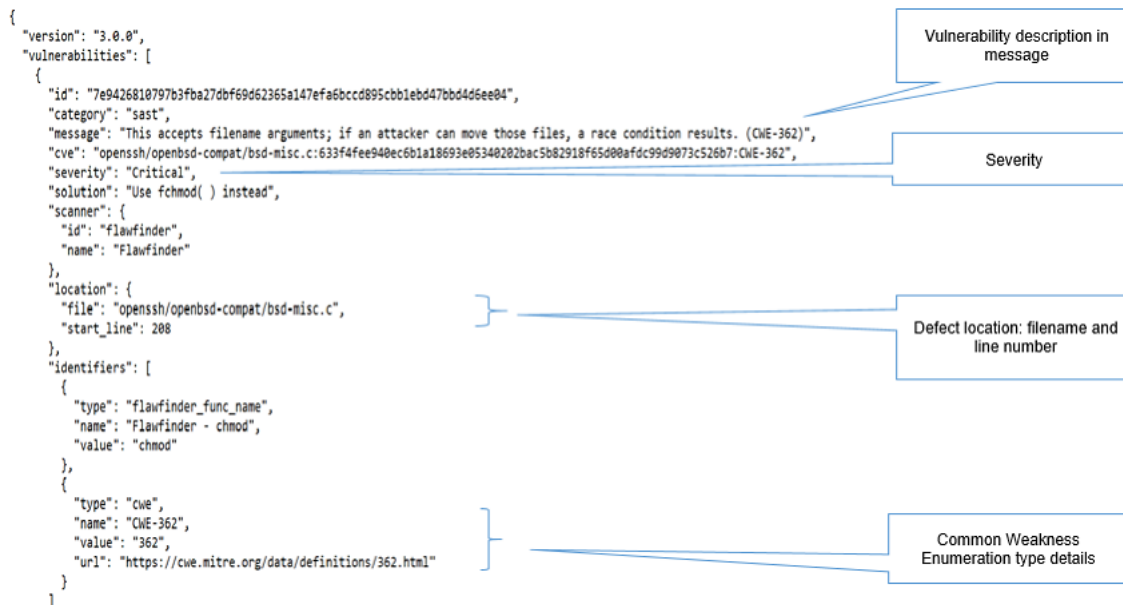 {
"version": "3.0.0",
"vulnerabilities": [
{
"id": "7e9426810797b3fba27dbf69d62365a147efa6bccd895cbb1ebd47bbd4d6ee04",
"category": "sast",
"message": "This accepts filename arguments; if an attacker can move those files, a race condition results. (CWE-362)",
"cve": "openssh/openbsd-compat/bsd-misc.c:633f4fee940ec6b1a18693e05340202bac5b82918f65d00afdc99d9073c526b7:CWE-362",
"severity": "Critical",
"solution": "Use fchmod( ) instead",
"scanner": {
"id": "flawfinder",
"name": "Flawfinder"
},
"location": {
"file": "openssh/openbsd-compat/bsd-misc.c",
"start_line": 208
},
"identifiers": [
{
"type": "flawfinder_func_name",
"name": "Flawfinder - chmod",
"value": "chmod"
},
{
"type": "cwe",
"name": "CWE-362",
"value": "362",
"url": "https://cwe.mitre.org/data/definitions/362.html"
}
]
Vulnerability description in
message
Severity
Defect location: filename and
line number
Common Weakness
Enumeration type details